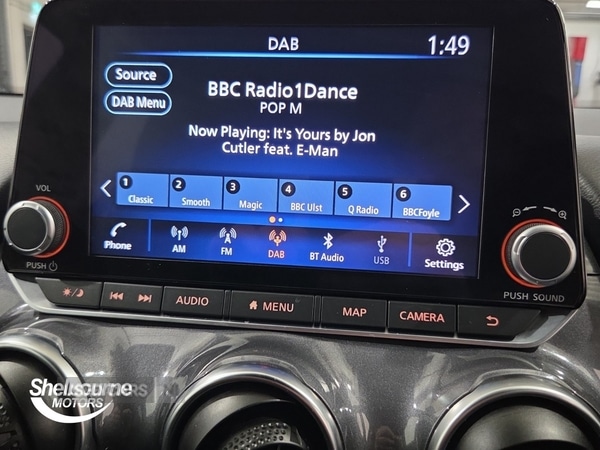 DAB
1:49
Source
DAB Menu
BBC Radio1Dance
POP M
Now Playing: It's Yours by Jon
Cutler feat. E-Man
1 Classic
2 Smooth
3 Magic
4 BBC Ulst
5 Q Radio
6 BBCFoyle
Phone
AM
FM
DAB
BT Audio
USB
Settings
VOL
PUSH
PUSH SOUND
AUDIO
MENU
MAP
CAMERA
Shelbourne
MOTORS